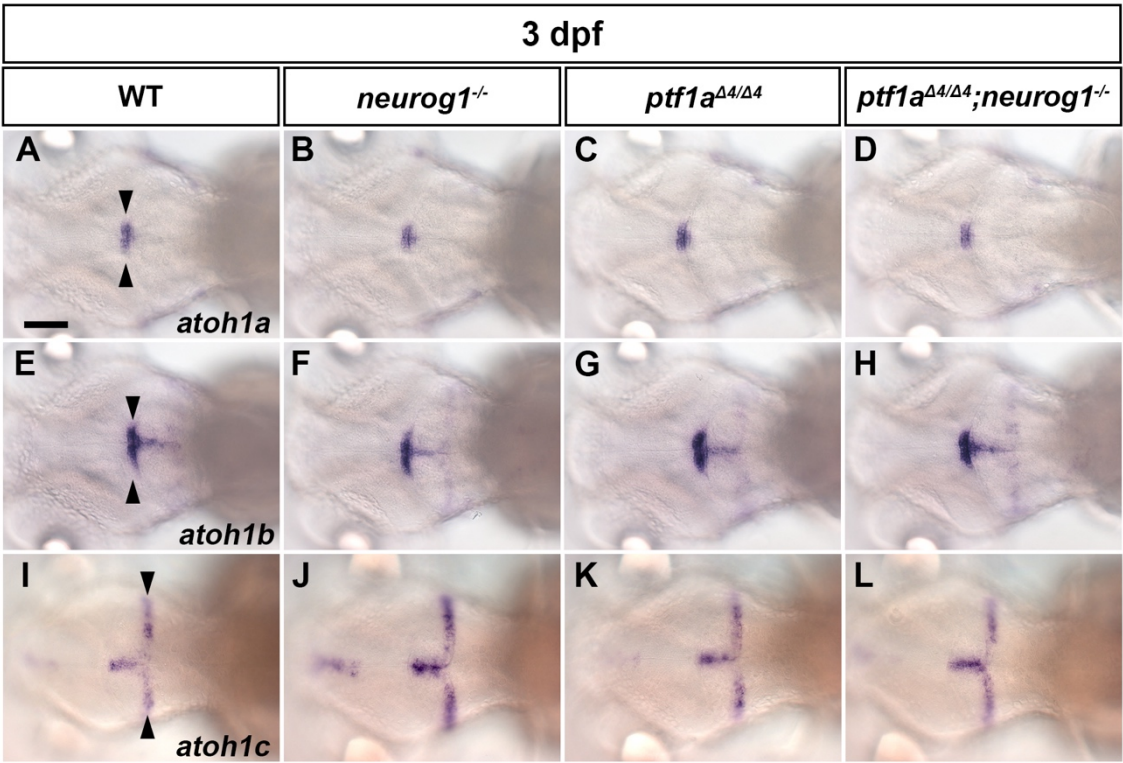 3 dpf
WT
neurog1-/-
ptf1aΔ4/Δ4
ptf1aΔ4/Δ4;neurog1-/-
A
B
C
D
atoh1a
E
F
G
H
atoh1b
I
J
K
L
atoh1c